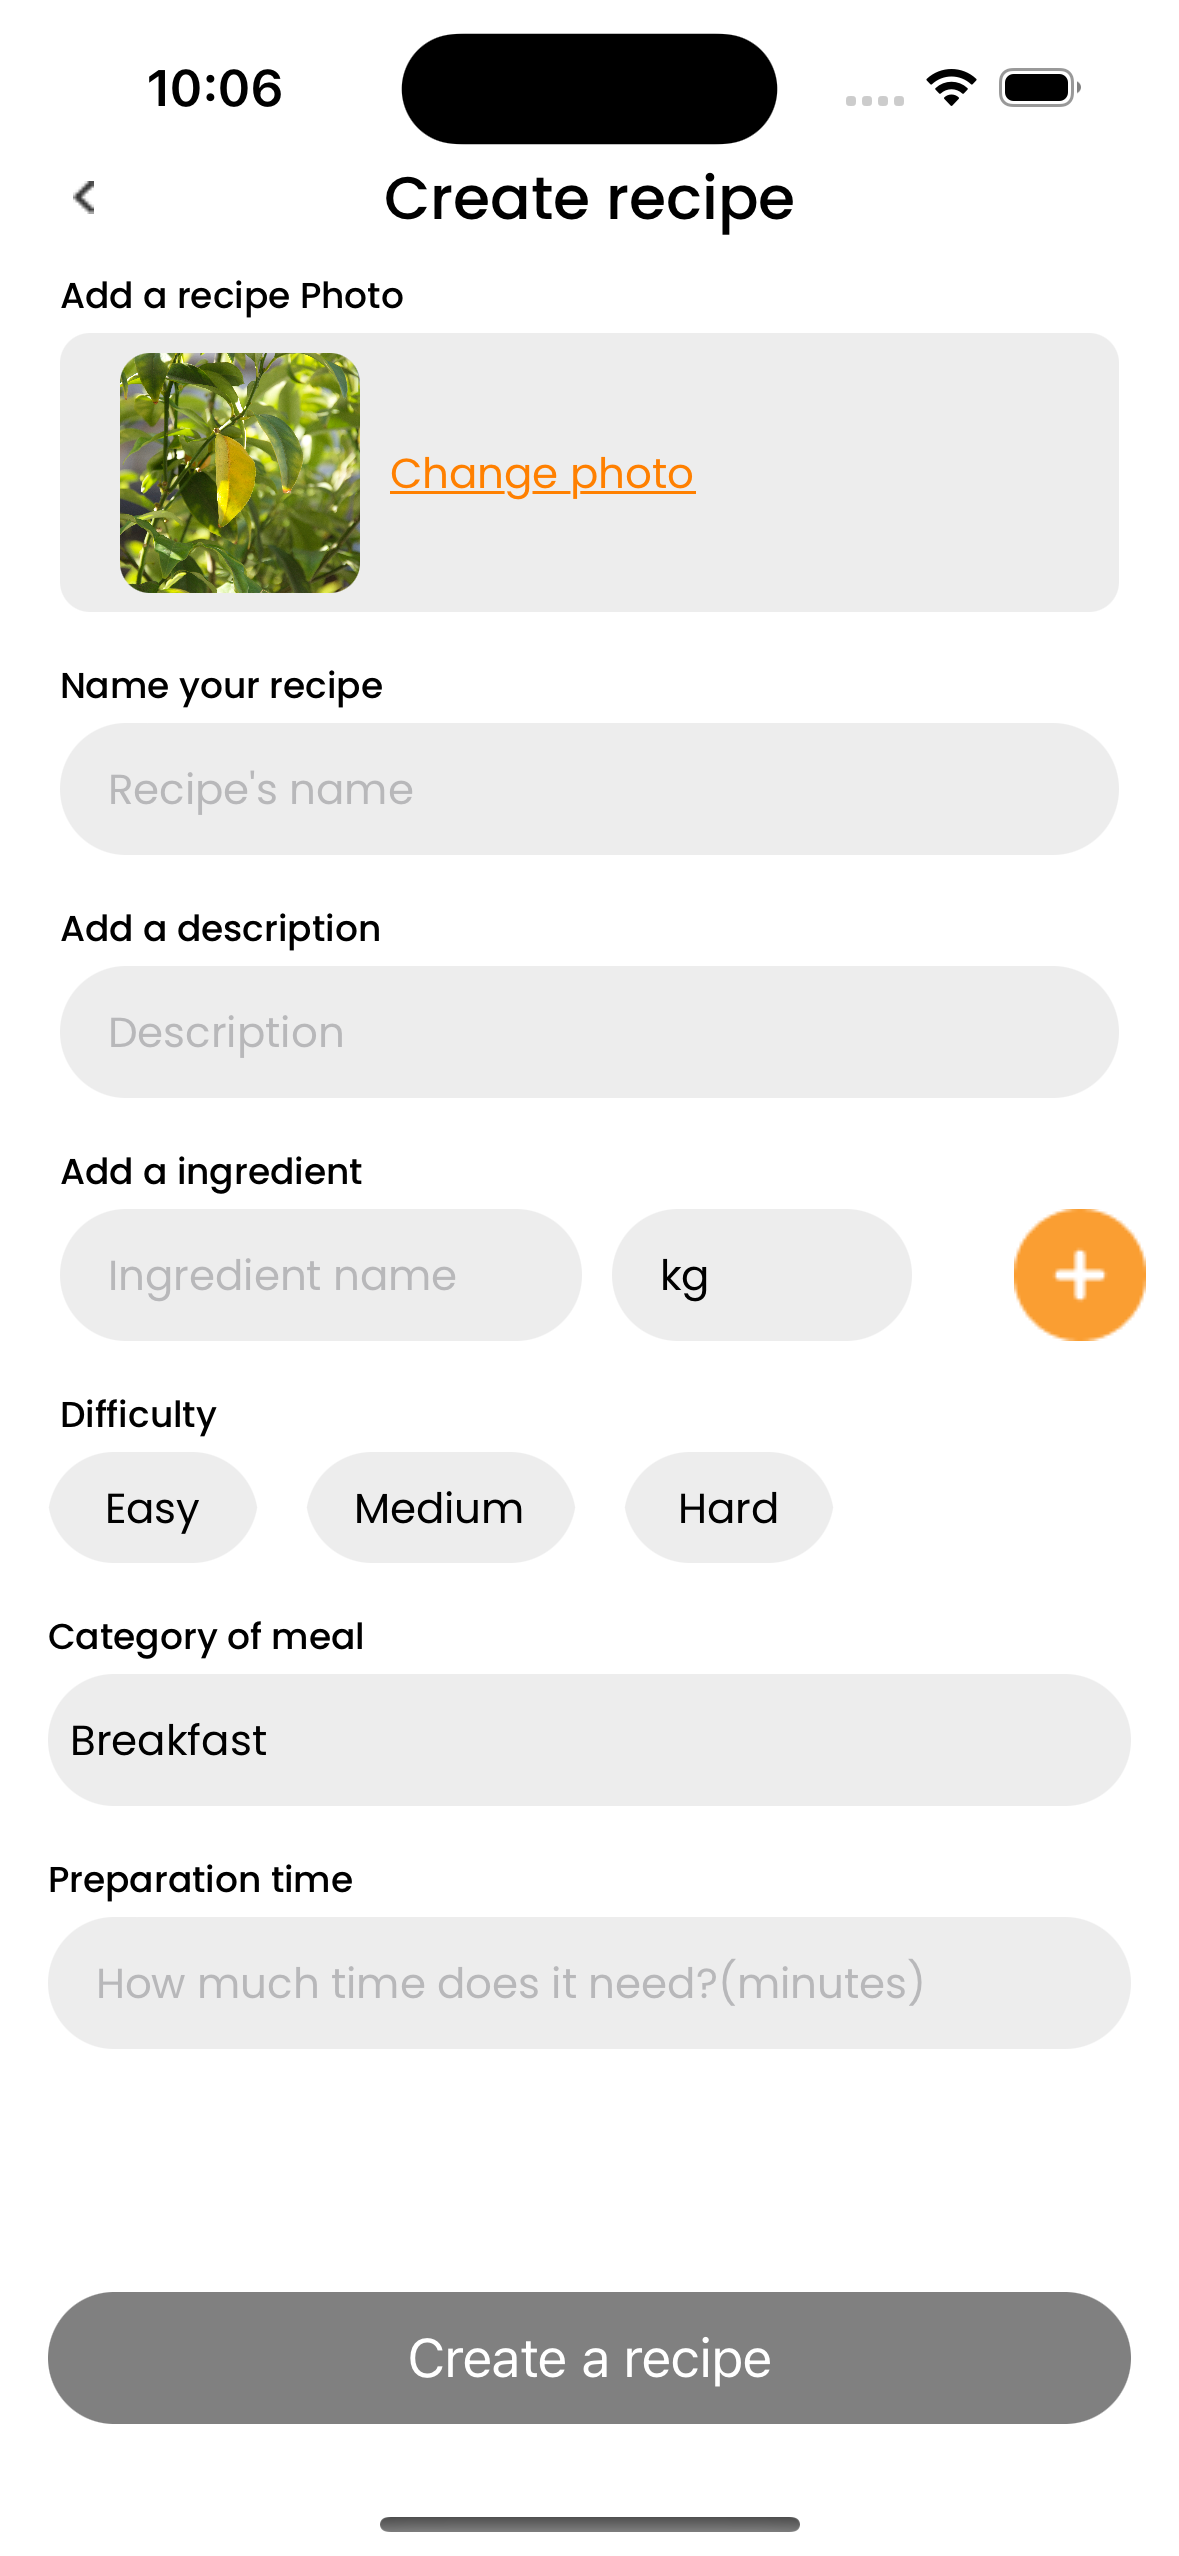 10:06
Create recipe
Add a recipe Photo
Change photo
Name your recipe
Recipe's name
Add a description
Description
Add a ingredient
Ingredient name kg
Difficulty
Easy Medium Hard
Category of meal
Breakfast
Preparation time
How much time does it need?(minutes)
Create a recipe